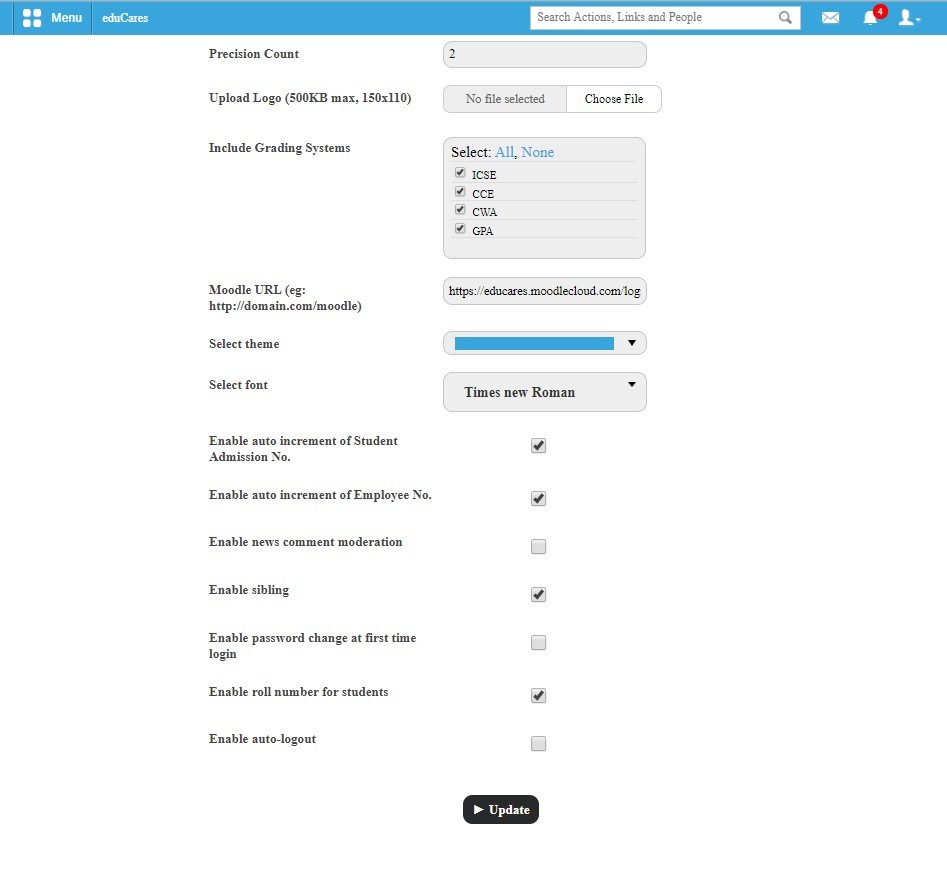 Menu
eduCares
Search Actions, Links and People
4
Precision Count
2
Upload Logo (500KB max, 150x110)
No file selected
Choose File
Include Grading Systems
Select: All, None
ICSE
CCE
CWA
GPA
Moodle URL (eg:
http://domain.com/moodle)
https://educares.moodlecloud.com/log
Select theme
Select font
Times new Roman
Enable auto increment of Student
Admission No.
Enable auto increment of Employee No.
Enable news comment moderation
Enable sibling
Enable password change at first time
login
Enable roll number for students
Enable auto-logout
Update